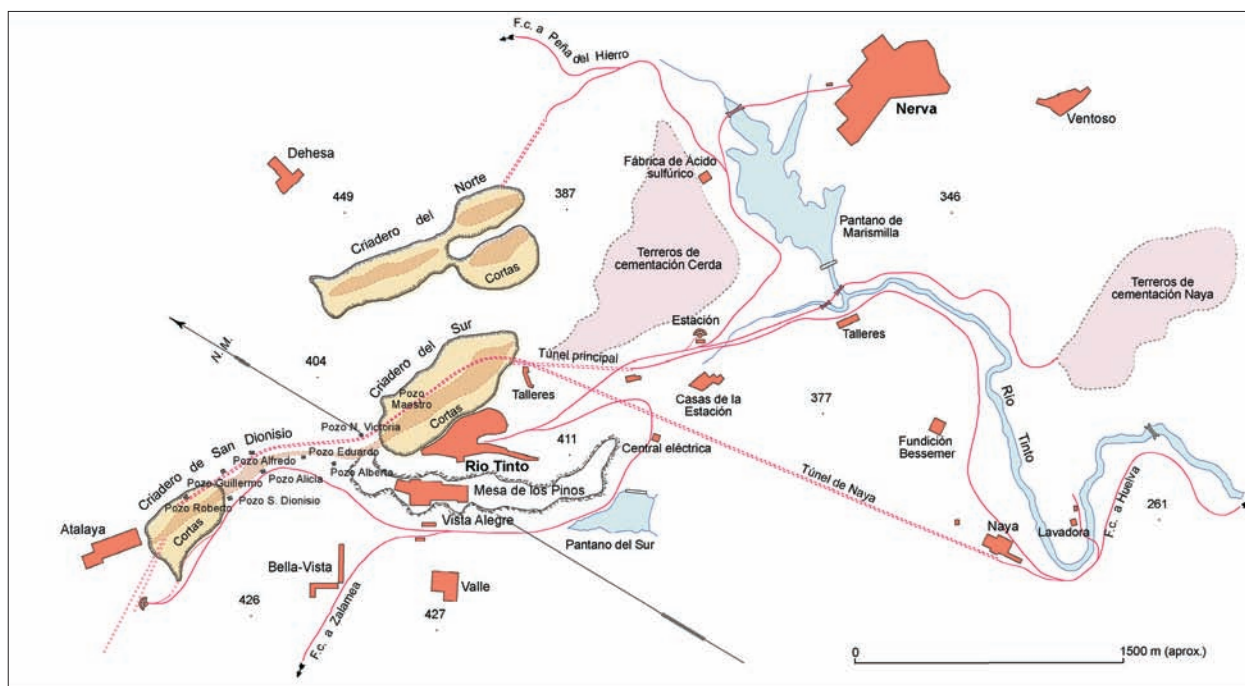 F.c. a Peña del Hierro
Nerva
Ventoso
Dehesa
449
Criadero del Norte
387
Cortas
Fábrica de Ácido
sulfúrico
346
Pantano de
Marismilla
Terreros de
cementación Cerda
Terreros de
cementación Naya
N. M.
404
Criadero del Sur
Pozo
Maestro
Cortas
Túnel principal
Estación
Talleres
Talleres
Casas de la
Estación
377
Río Tinto
Pozo N. Victoria
Criadero de San Dionisio
Pozo Alfredo
Pozo Eduardo
Pozo Guillermo
Pozo Alicia
Pozo Alberto
Pozo Roberto
Pozo S. Dionisio
Cortas
Atalaya
411
Rio Tinto
Central eléctrica
Mesa de los Pinos
Vista Alegre
Pantano del Sur
Túnel de Naya
Fundición
Bessemer
Naya
Lavadora
F.c. a Huelva
261
Bella-Vista
Valle
426
427
F.c. a Zalamea
0 1500 m (aprox.)